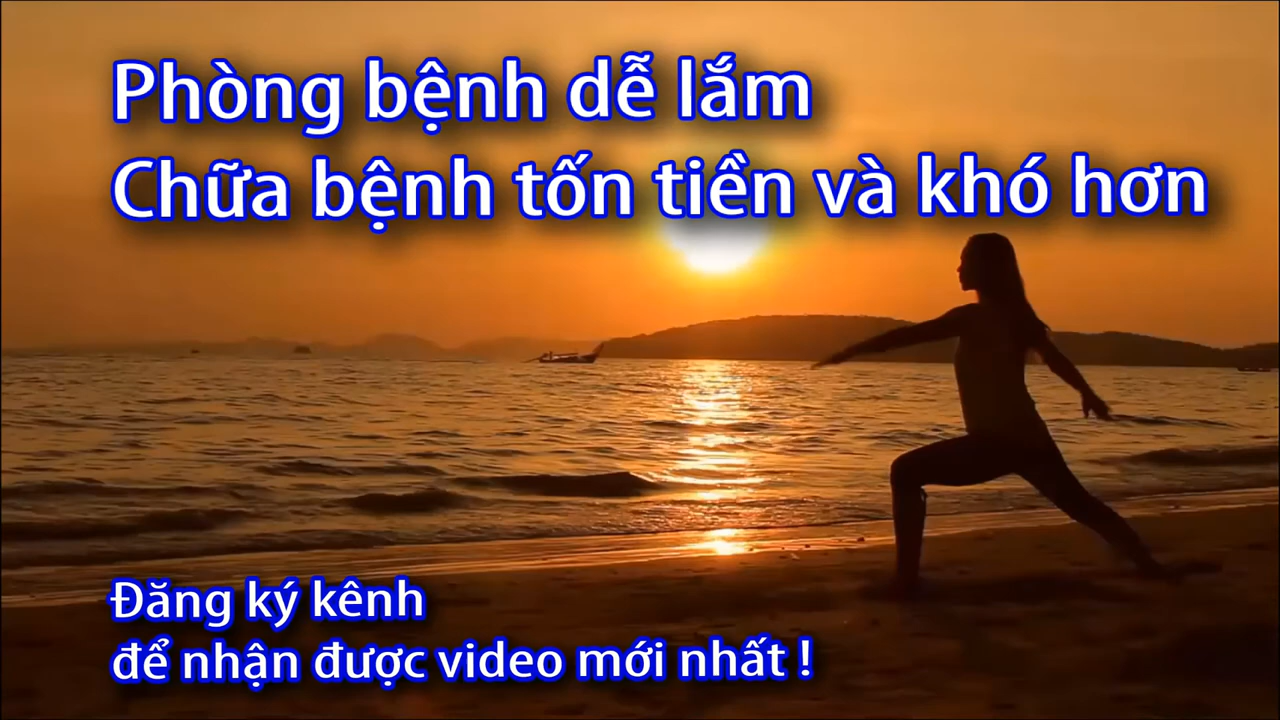 Phòng bệnh dễ lắm
Chữa bệnh tốn tiền và khó hơn
Đăng ký kênh
để nhận được video mới nhất !